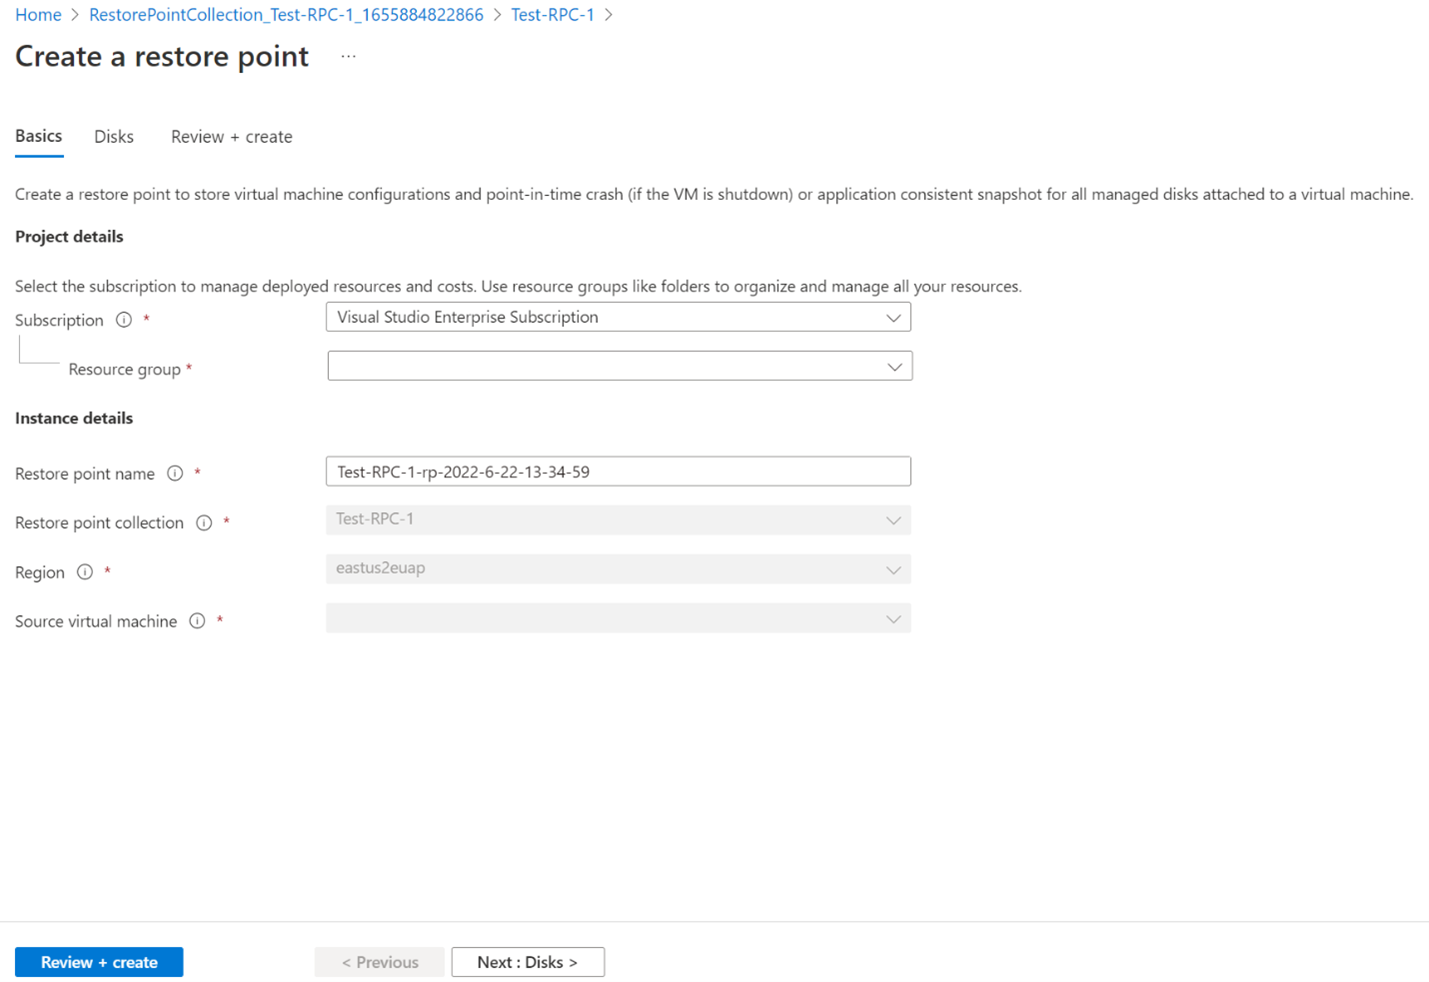 Home > RestorePointCollection_Test-RPC-1_1655884822866 > Test-RPC-1 >
Create a restore point ...
Basics Disks Review + create
Create a restore point to store virtual machine configurations and point-in-time crash (if the VM is shutdown) or application consistent snapshot for all managed disks attached to a virtual machine.
Project details
Select the subscription to manage deployed resources and costs. Use resource groups like folders to organize and manage all your resources.
Subscription * Visual Studio Enterprise Subscription
Resource group *
Instance details
Restore point name * Test-RPC-1-rp-2022-6-22-13-34-59
Restore point collection * Test-RPC-1
Region * eastus2euap
Source virtual machine *
Review + create < Previous Next : Disks >